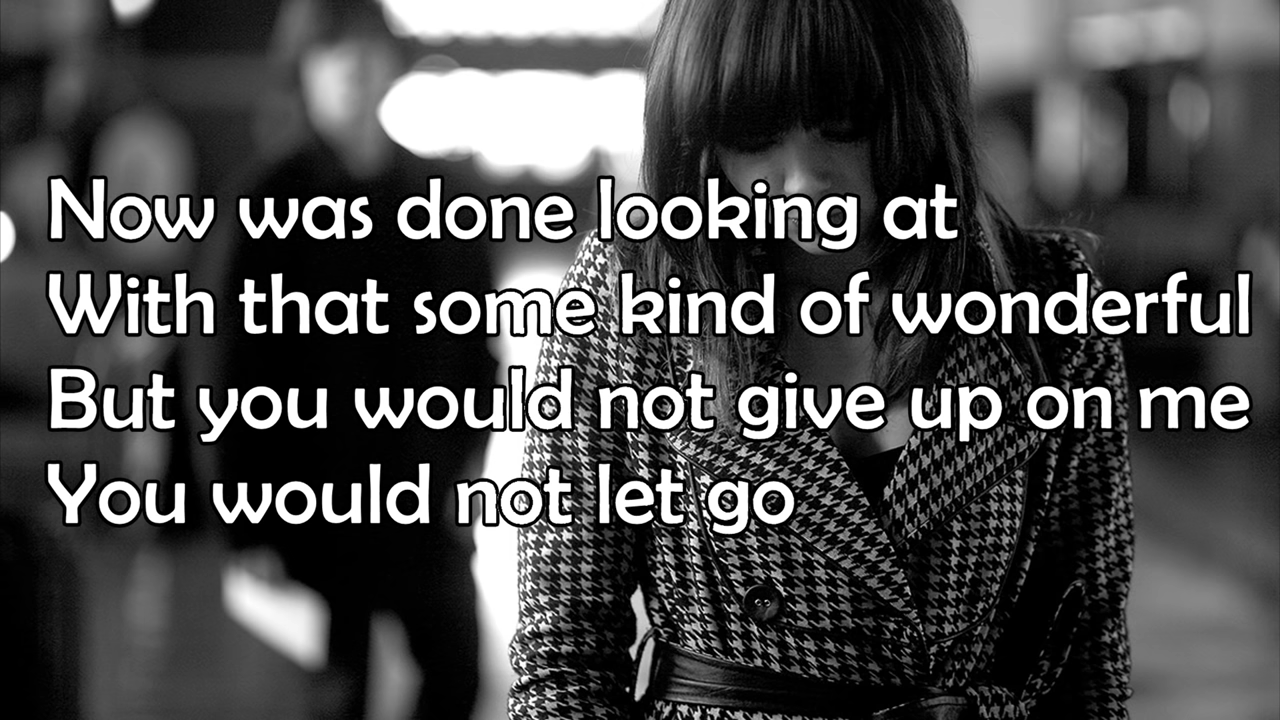 Now was done looking at
With that some kind of wonderful
But you would not give up on me
You would not let go